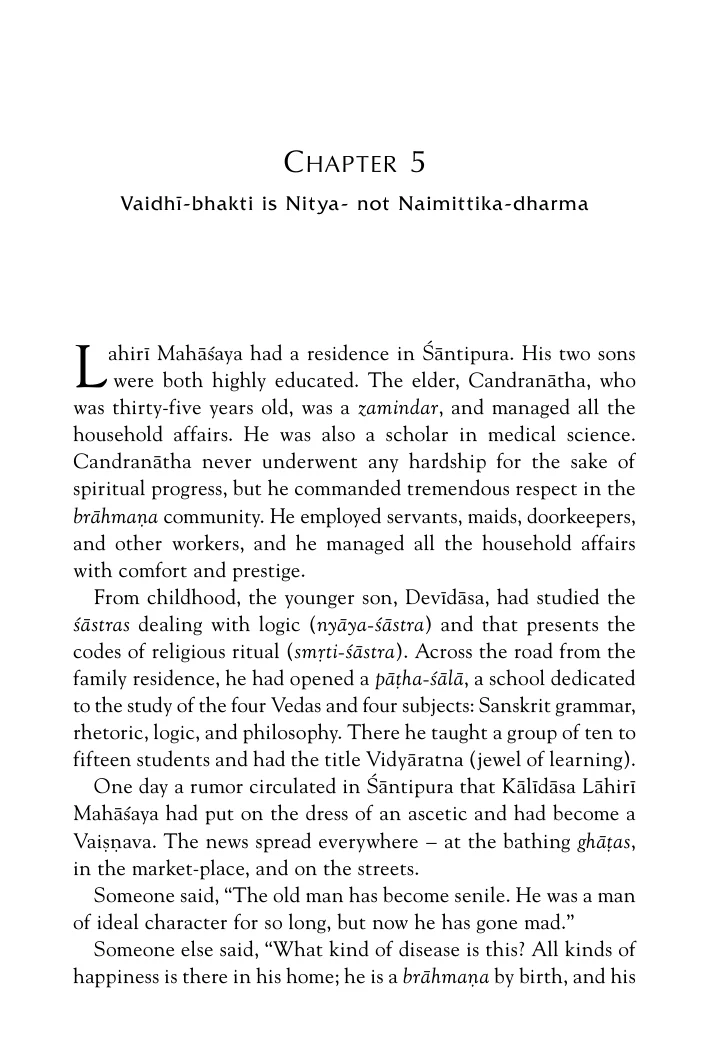 CHAPTER 5
Vaidhī-bhakti is Nitya- not Naimittika-dharma
Lahirī Mahāśaya had a residence in Śāntipura. His two sons
were both highly educated. The elder, Candranātha, who
was thirty-five years old, was a zamindar, and managed all the
household affairs. He was also a scholar in medical science.
Candranātha never underwent any hardship for the sake of
spiritual progress, but he commanded tremendous respect in the
brāhmaṇa community. He employed servants, maids, doorkeepers,
and other workers, and he managed all the household affairs
with comfort and prestige.
From childhood, the younger son, Devīdāsa, had studied the
śāstras dealing with logic (nyāya-śāstra) and that presents the
codes of religious ritual (smṛti-śāstra). Across the road from the
family residence, he had opened a pāṭha-śālā, a school dedicated
to the study of the four Vedas and four subjects: Sanskrit grammar,
rhetoric, logic, and philosophy. There he taught a group of ten to
fifteen students and had the title Vidyāratna (jewel of learning).
One day a rumor circulated in Śāntipura that Kālīdāsa Lāhirī
Mahāśaya had put on the dress of an ascetic and had become a
Vaiṣṇava. The news spread everywhere – at the bathing ghāṭas,
in the market-place, and on the streets.
Someone said, “The old man has become senile. He was a man
of ideal character for so long, but now he has gone mad.”
Someone else said, “What kind of disease is this? All kinds of
happiness is there in his home; he is a brāhmaṇa by birth, and his